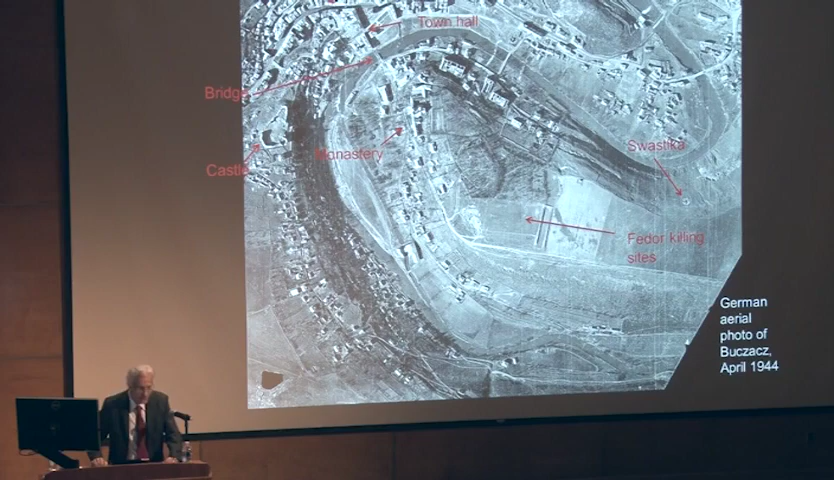 Town hall
Bridge
Monastery
Castle
Swastika
Fedor killing
sites
German
aerial
photo of
Buczacz,
April 1944